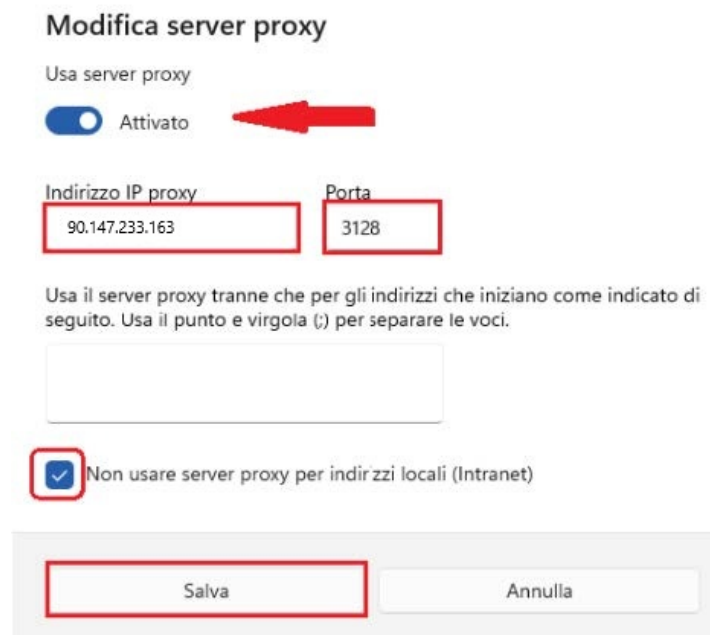 Modifica server proxy
Usa server proxy
Attivato
Indirizzo IP proxy
Porta
90.147.233.163
3128
Usa il server proxy tranne che per gli indirizzi che iniziano come indicato di
seguito. Usa il punto e virgola (;) per separare le voci.
Non usare server proxy per indirizzi locali (Intranet)
Salva
Annulla